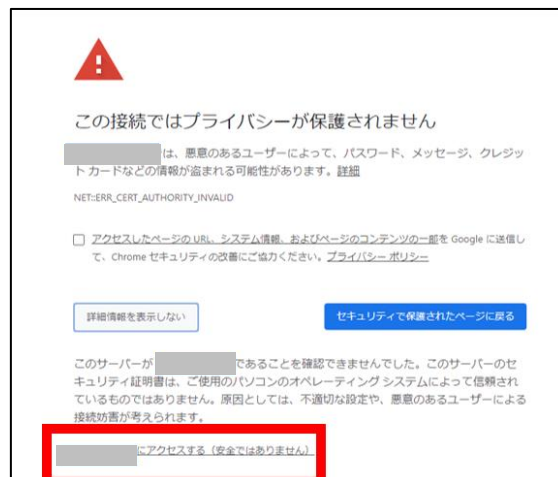 この接続ではプライバシーが保護されません
は、悪意のあるユーザーによって、パスワード、メッセージ、クレジッ
ト カードなどの情報が盗まれる可能性があります。詳細
NET::ERR_CERT_AUTHORITY_INVALID
アクセスしたページの URL、システム情報、およびページのコンテンツの一部を Google に送信し
て、Chrome セキュリティの改善にご協力ください。プライバシー ポリシー
詳細情報を表示しない
セキュリティで保護されたページに戻る
このサーバーが であることを確認できませんでした。このサーバーのセ
キュリティ証明書は、ご使用のパソコンのオペレーティング システムによって信頼され
ているものではありません。原因としては、不適切な設定や、悪意のあるユーザーによる
接続妨害が考えられます。
にアクセスする（安全ではありません）